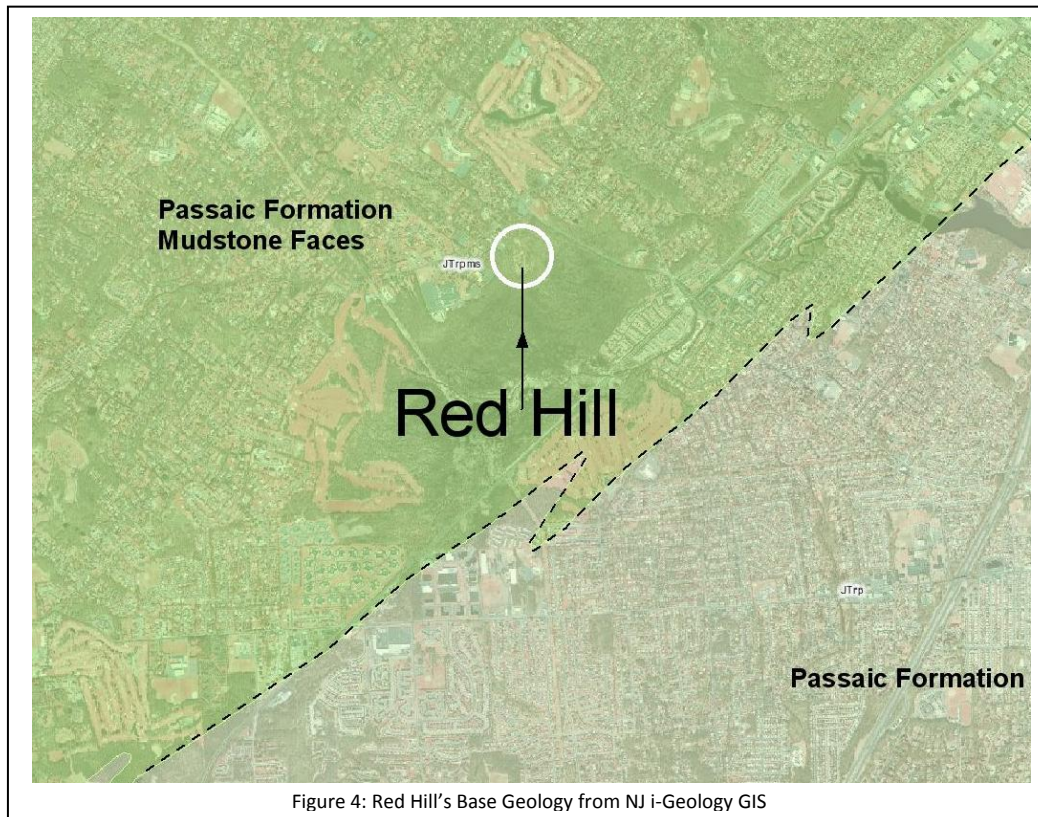 Passaic Formation
Mudstone Faces
JTrpms
Red Hill
JTrp
Passaic Formation
Figure 4: Red Hill's Base Geology from NJ i-Geology GIS